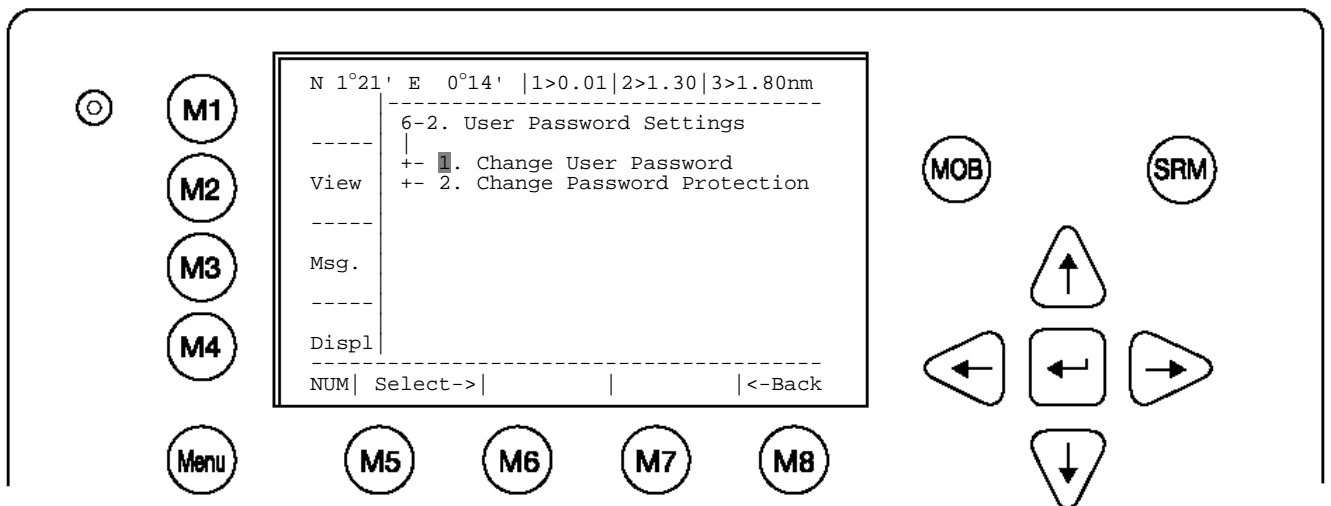 N 1°21' E 0°14' |1>0.01|2>1.30|3>1.80nm
M1
6-2. User Password Settings
+- 1. Change User Password
MOB
SRM
M2
View
+- 2. Change Password Protection
M3
Msg.
M4
Displ
NUM| Select->| | |<-Back
Menu
M5
M6
M7
M8